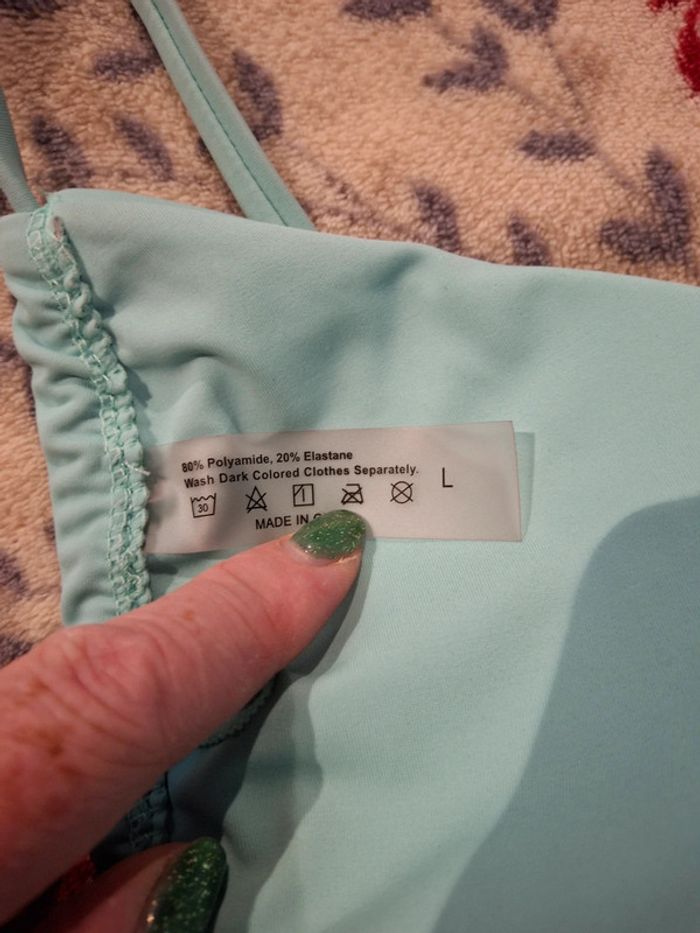 80% Polyamide, 20% Elastane
Wash Dark Colored Clothes Separately.
30
L
MADE IN